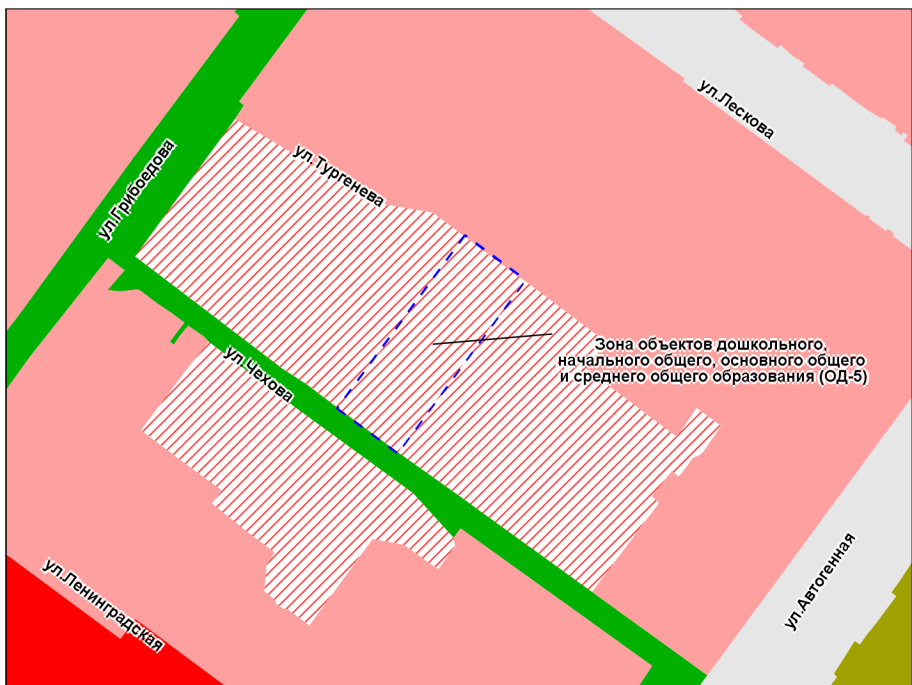 ул.Лескова
ул.Тургенева
ул.Грибоедова
Зона объектов дошкольного,
начального общего, основного общего
и среднего общего образования (ОД-5)
ул.Чехова
ул.Автогенная
ул.Ленинградская